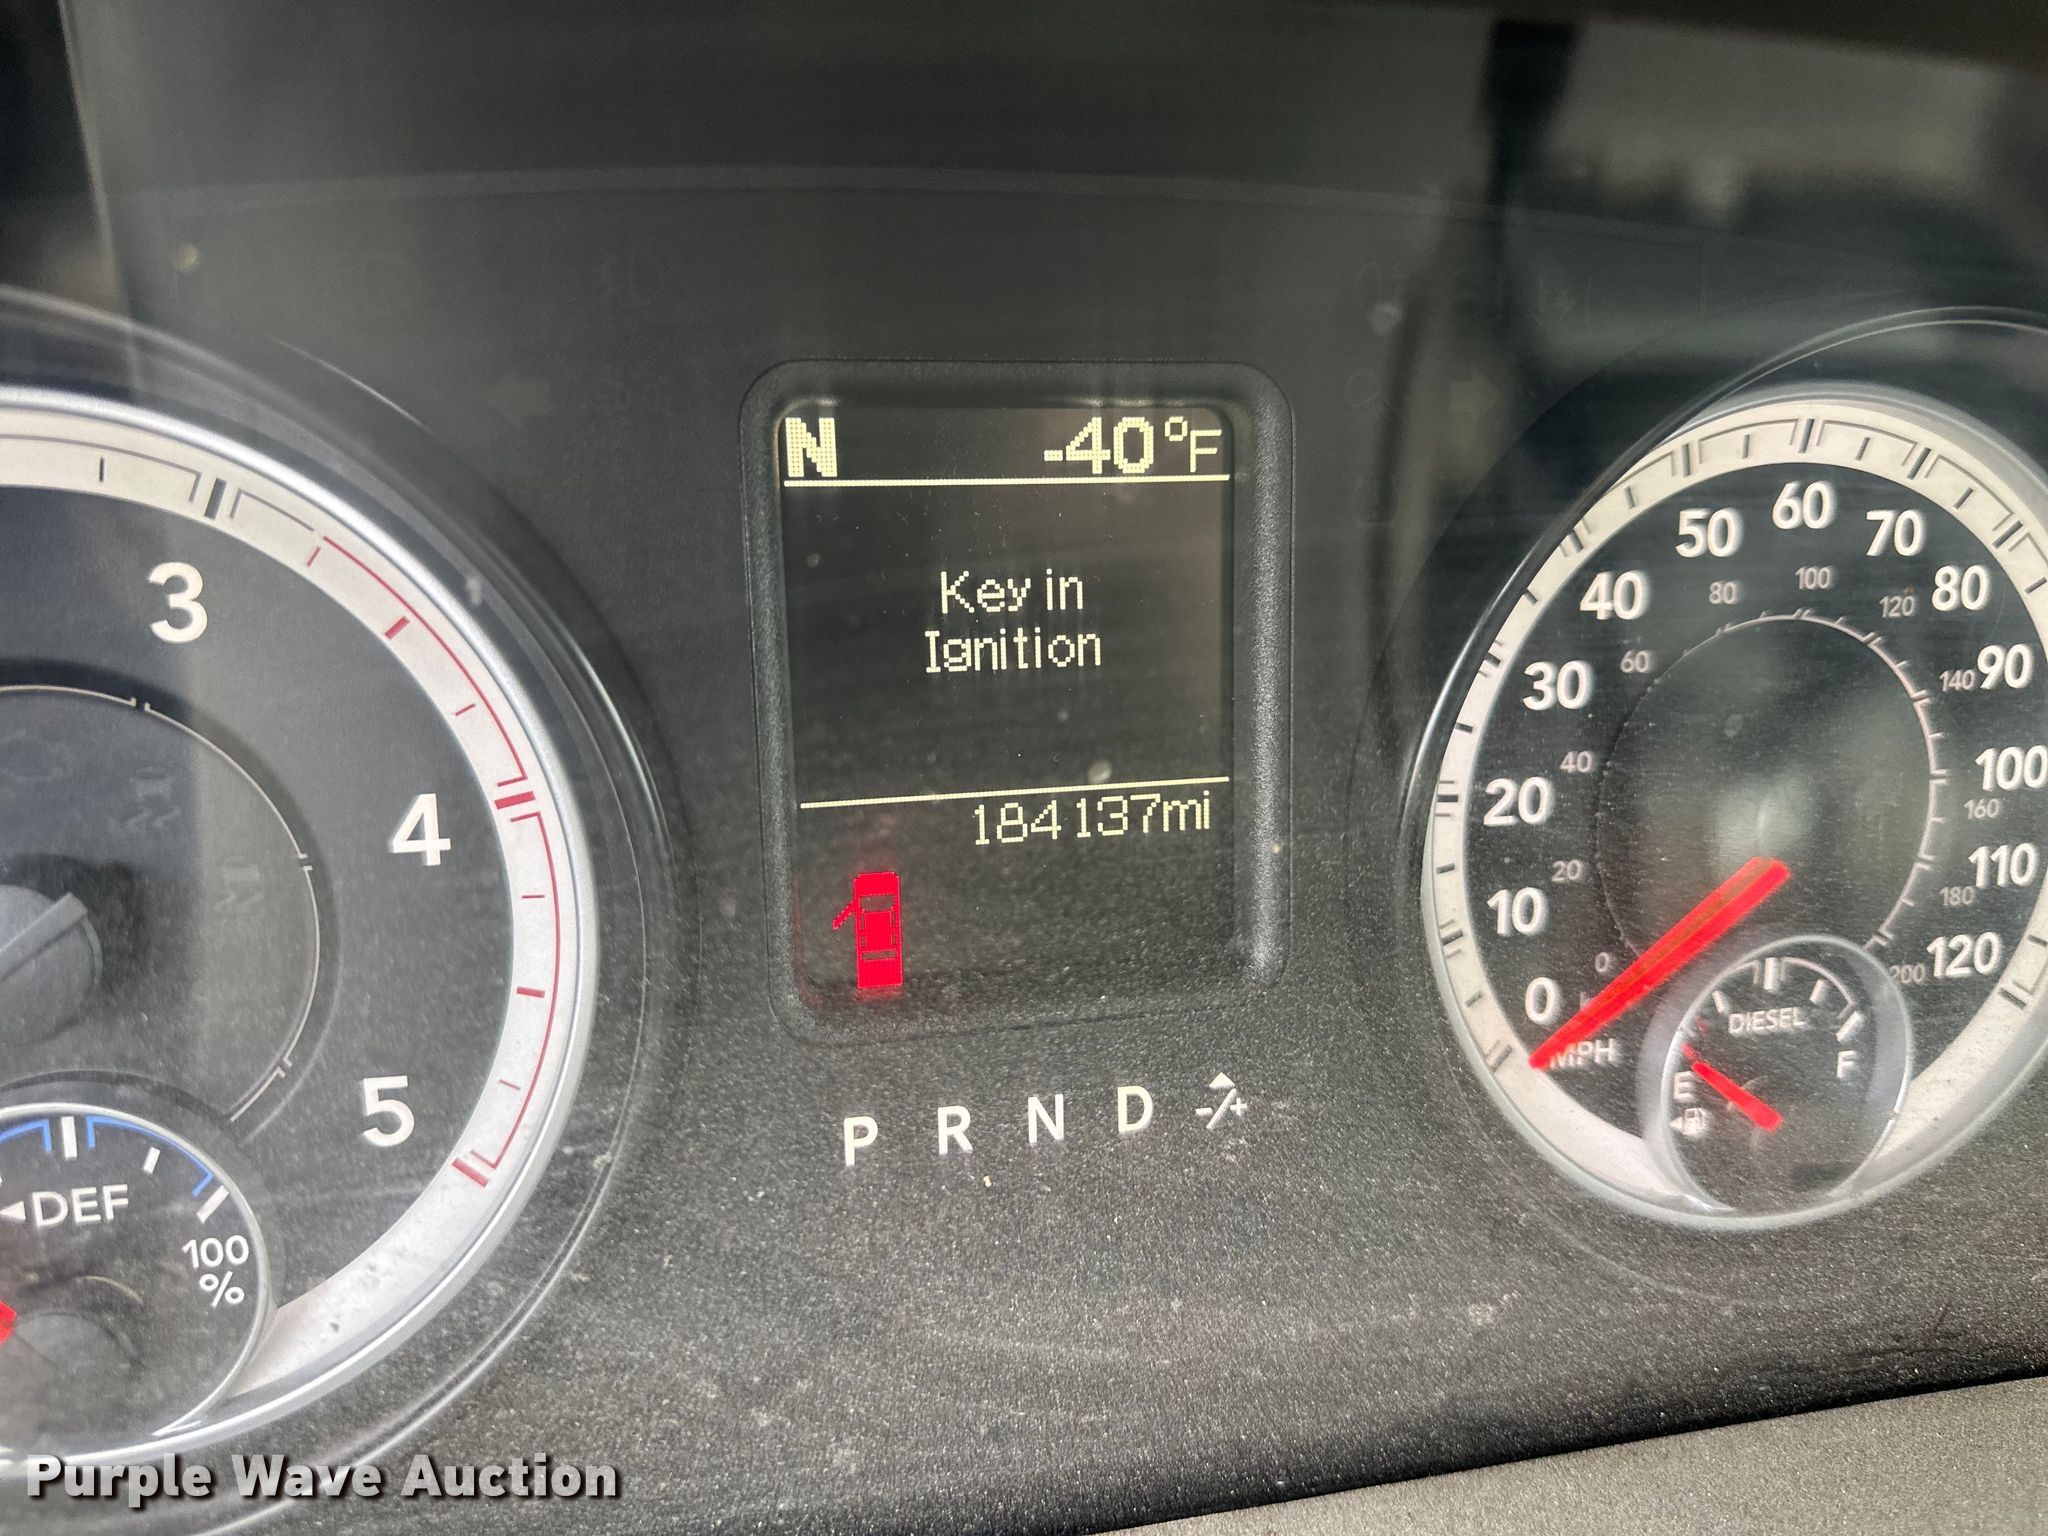 N -40°F
Key in
Ignition
184137mi
P R N D -/+
3
4
5
DEF
100
%
0 10 20 30 40 50 60 70 80 90 100 110 120
0 20 40 60 80 100 120 140 160 180 200
MPH
DIESEL
E F
Purple Wave Auction